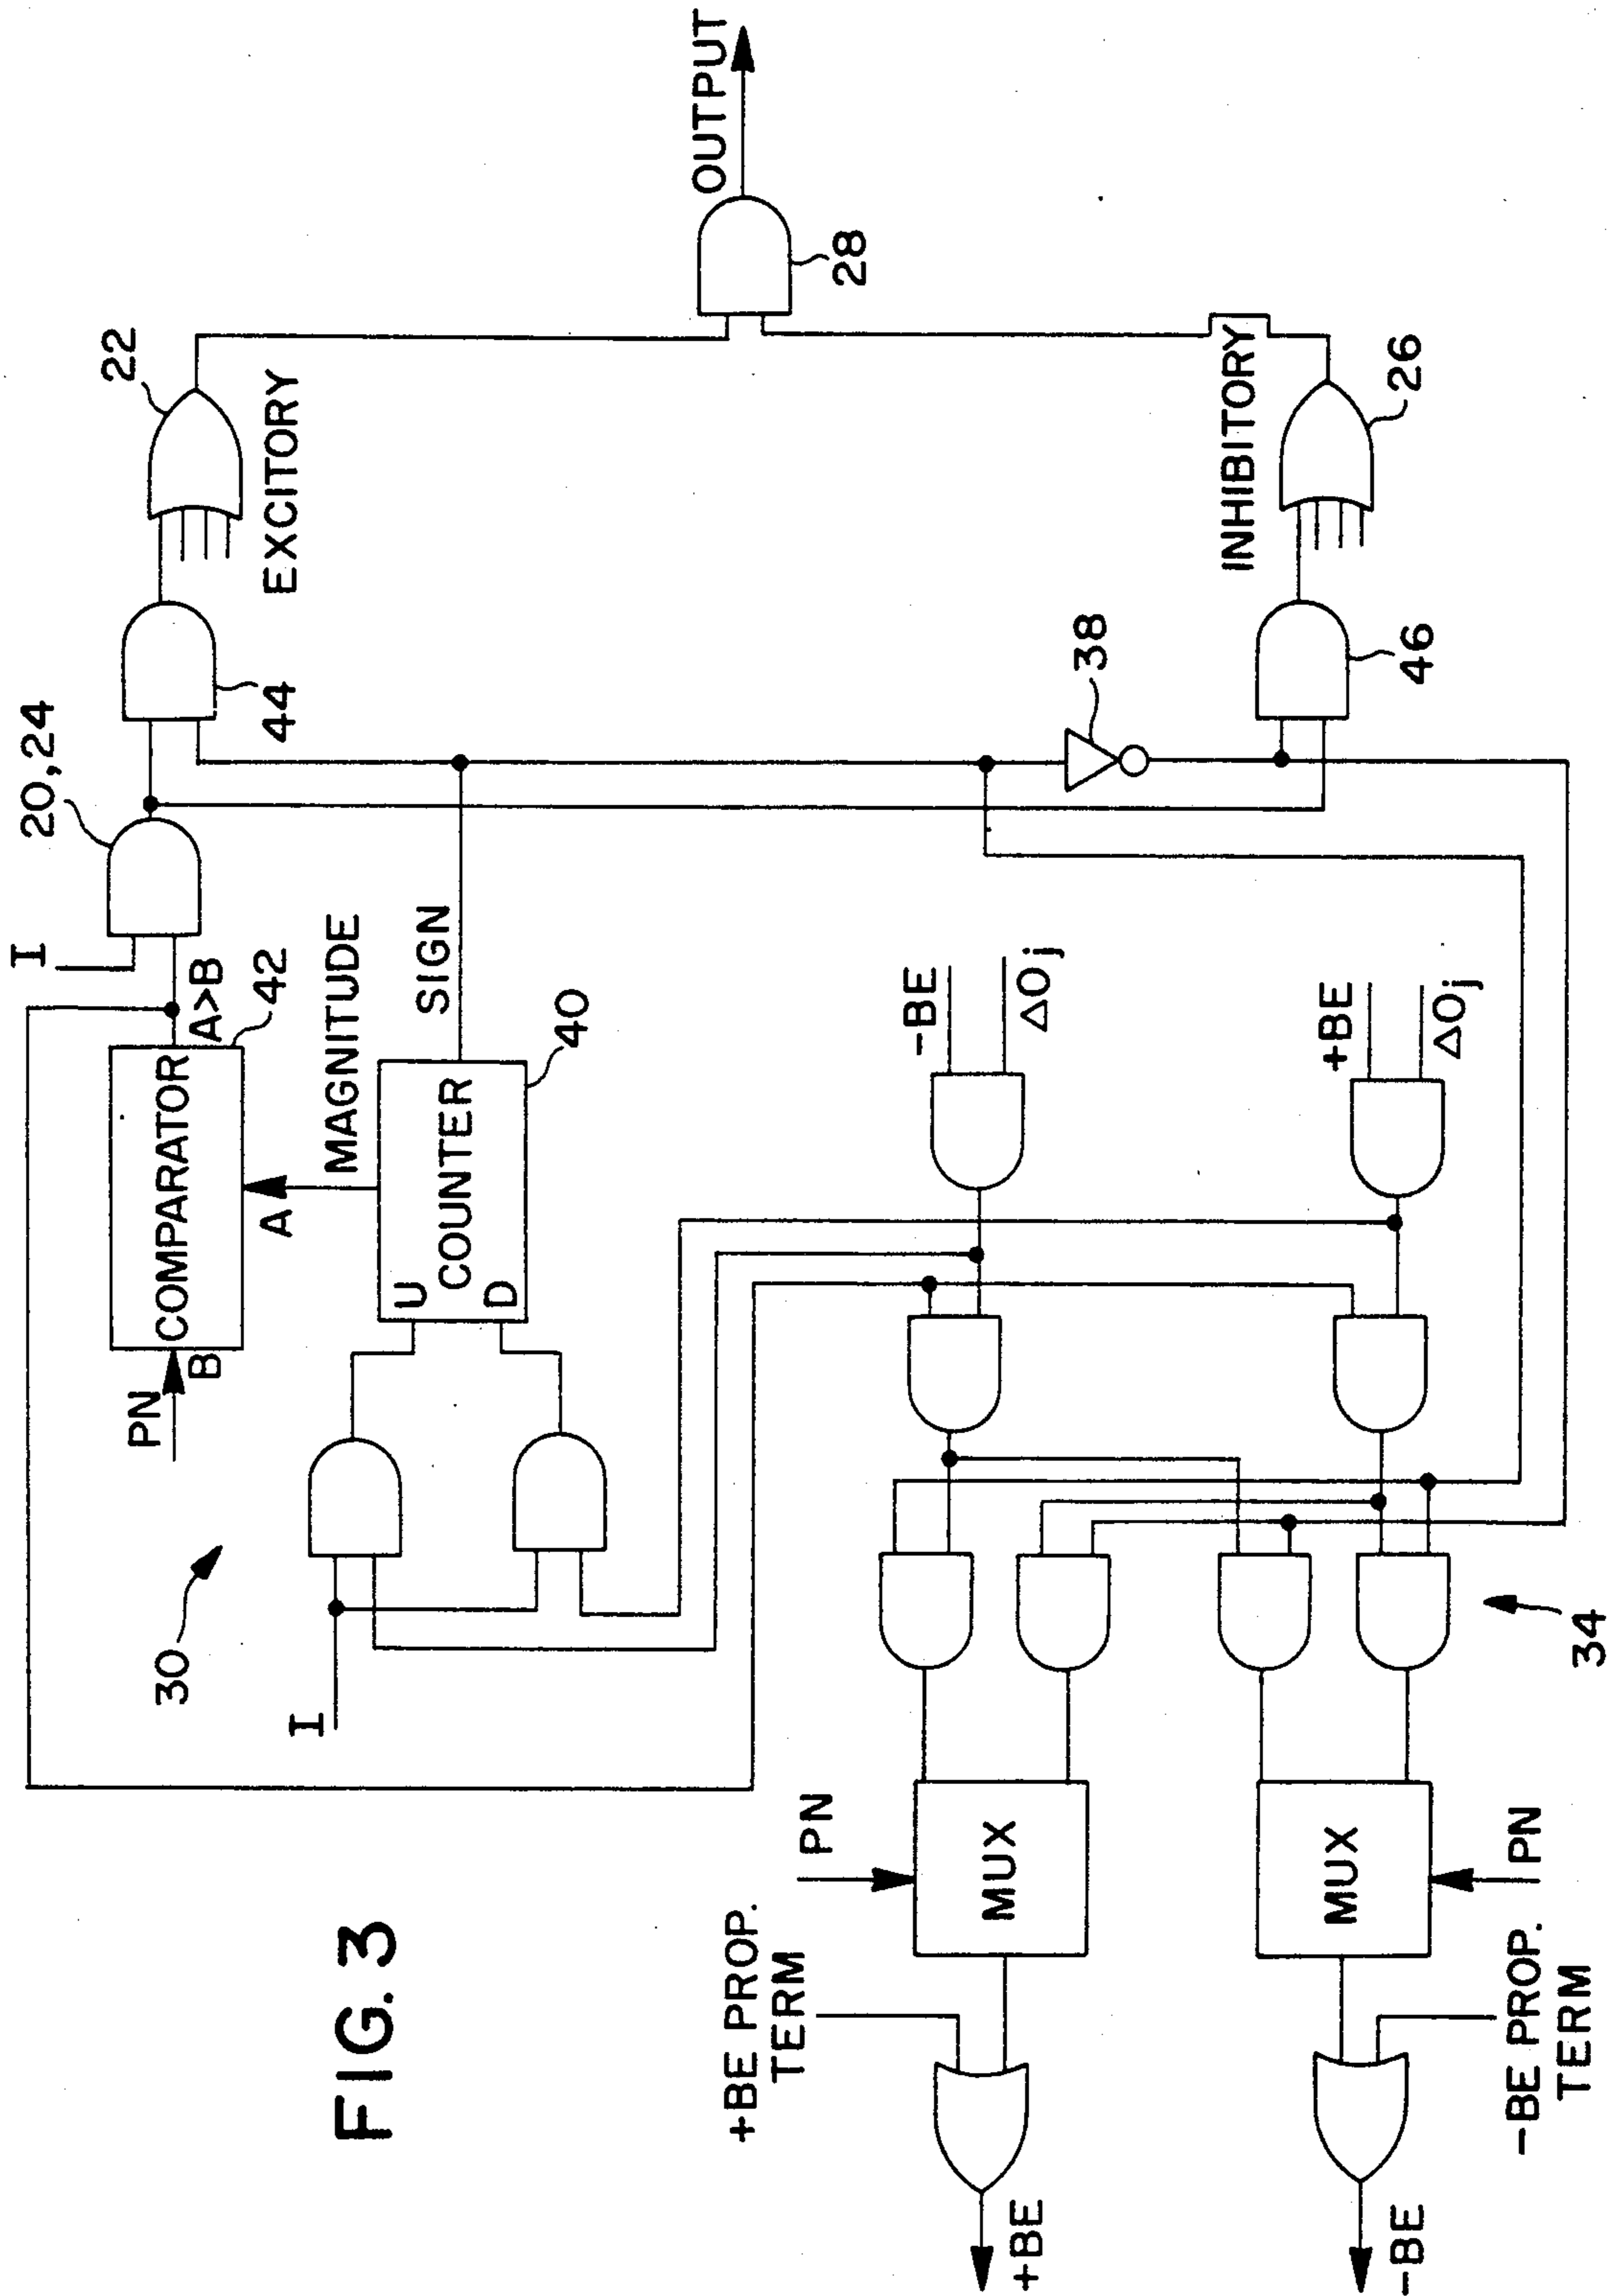 FIG. 3
OUTPUT
28
22
EXCITORY
INHIBITORY
26
44
38
46
20,24
I
A>B
42
COMPARATOR
PN
B
A
MAGNITUDE
SIGN
40
COUNTER
U
D
30
I
-BE
ΔOj
+BE
ΔOj
34
PN
MUX
MUX
PN
+BE PROP.
TERM
-BE PROP.
TERM
+BE
-BE